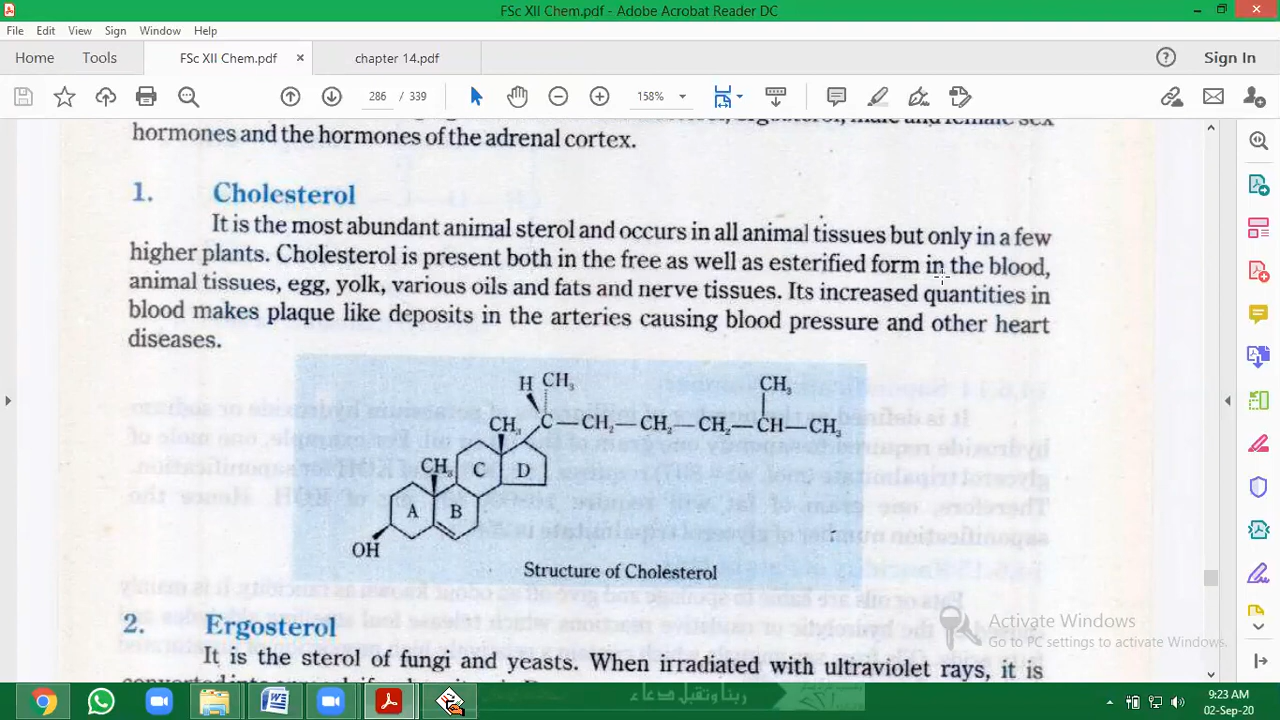 FSc XII Chem.pdf - Adobe Acrobat Reader DC
File Edit View Sign Window Help
Home Tools FSc XII Chem.pdf × chapter 14.pdf Sign In
286 / 339 158%
male and female sex
hormones and the hormones of the adrenal cortex.
1. Cholesterol
It is the most abundant animal sterol and occurs in all animal tissues but only in a few
higher plants. Cholesterol is present both in the free as well as esterified form in the blood,
animal tissues, egg, yolk, various oils and fats and nerve tissues. Its increased quantities in
blood makes plaque like deposits in the arteries causing blood pressure and other heart
diseases.
H CH₃ CH₃
CH₃ C—CH₂—CH₂—CH₂—CH—CH₃
CH₃ C D
A B
OH
Structure of Cholesterol
2. Ergosterol
It is the sterol of fungi and yeasts. When irradiated with ultraviolet rays, it is
Activate Windows
Go to PC settings to activate Windows.
ربنا وتقبل دعاء
9:23 AM
02-Sep-20